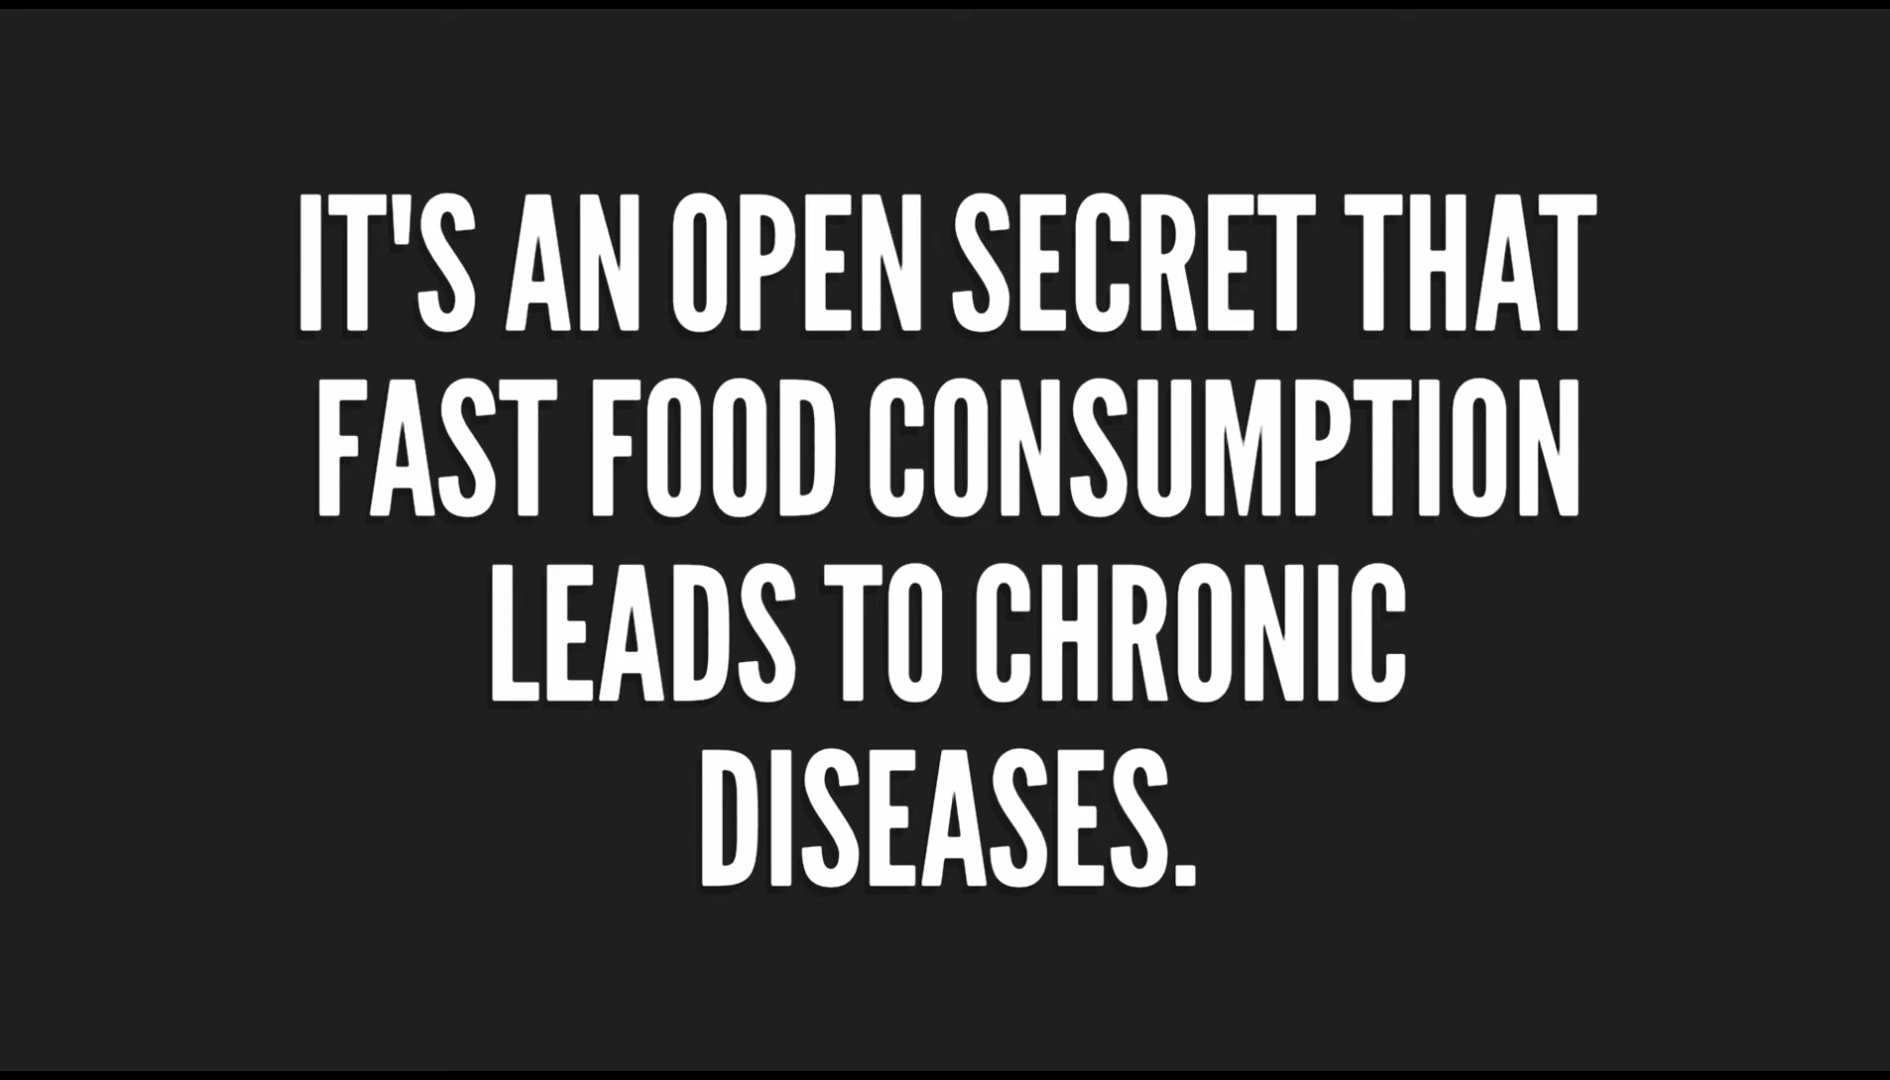 IT'S AN OPEN SECRET THAT
FAST FOOD CONSUMPTION
LEADS TO CHRONIC
DISEASES.